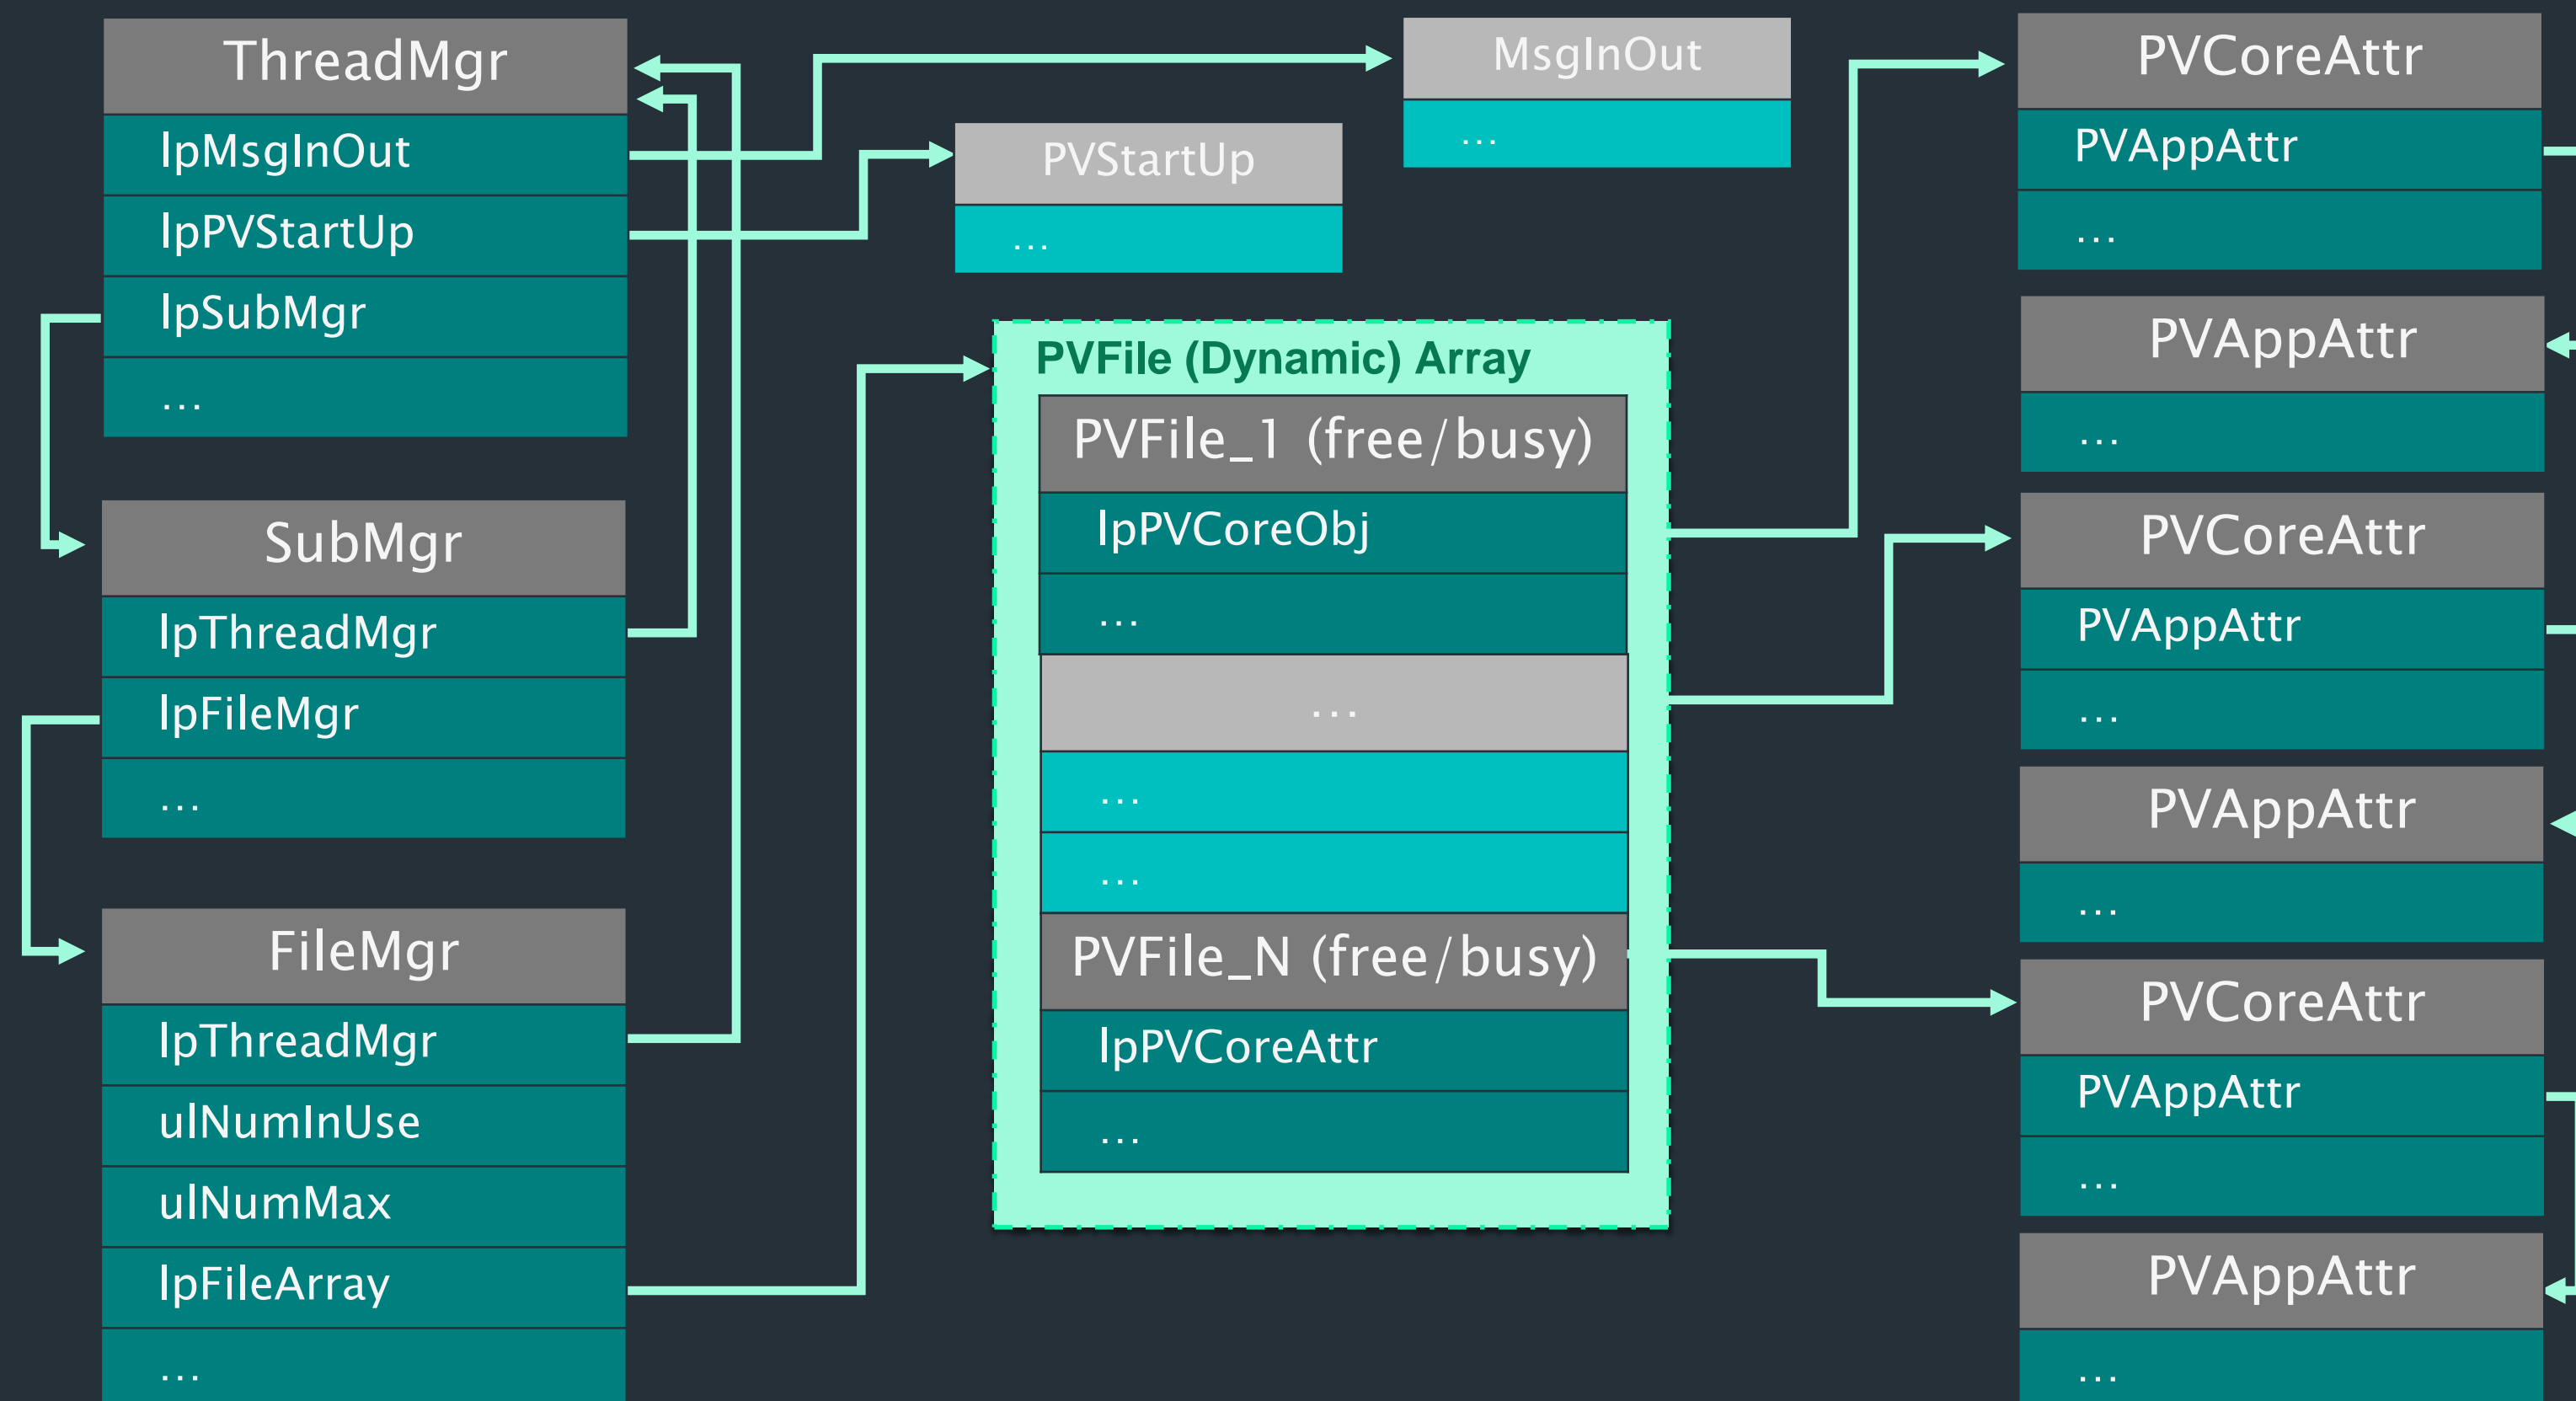 ThreadMgr
lpMsgInOut
lpPVStartUp
lpSubMgr
...
SubMgr
lpThreadMgr
lpFileMgr
...
FileMgr
lpThreadMgr
ulNumInUse
ulNumMax
lpFileArray
...
MsgInOut
...
PVStartUp
...
PVFile (Dynamic) Array
PVFile_1 (free/busy)
lpPVCoreObj
...
...
...
...
PVFile_N (free/busy)
lpPVCoreAttr
...
PVCoreAttr
PVAppAttr
...
PVAppAttr
...
PVCoreAttr
PVAppAttr
...
PVAppAttr
...
PVCoreAttr
PVAppAttr
...
PVAppAttr
...